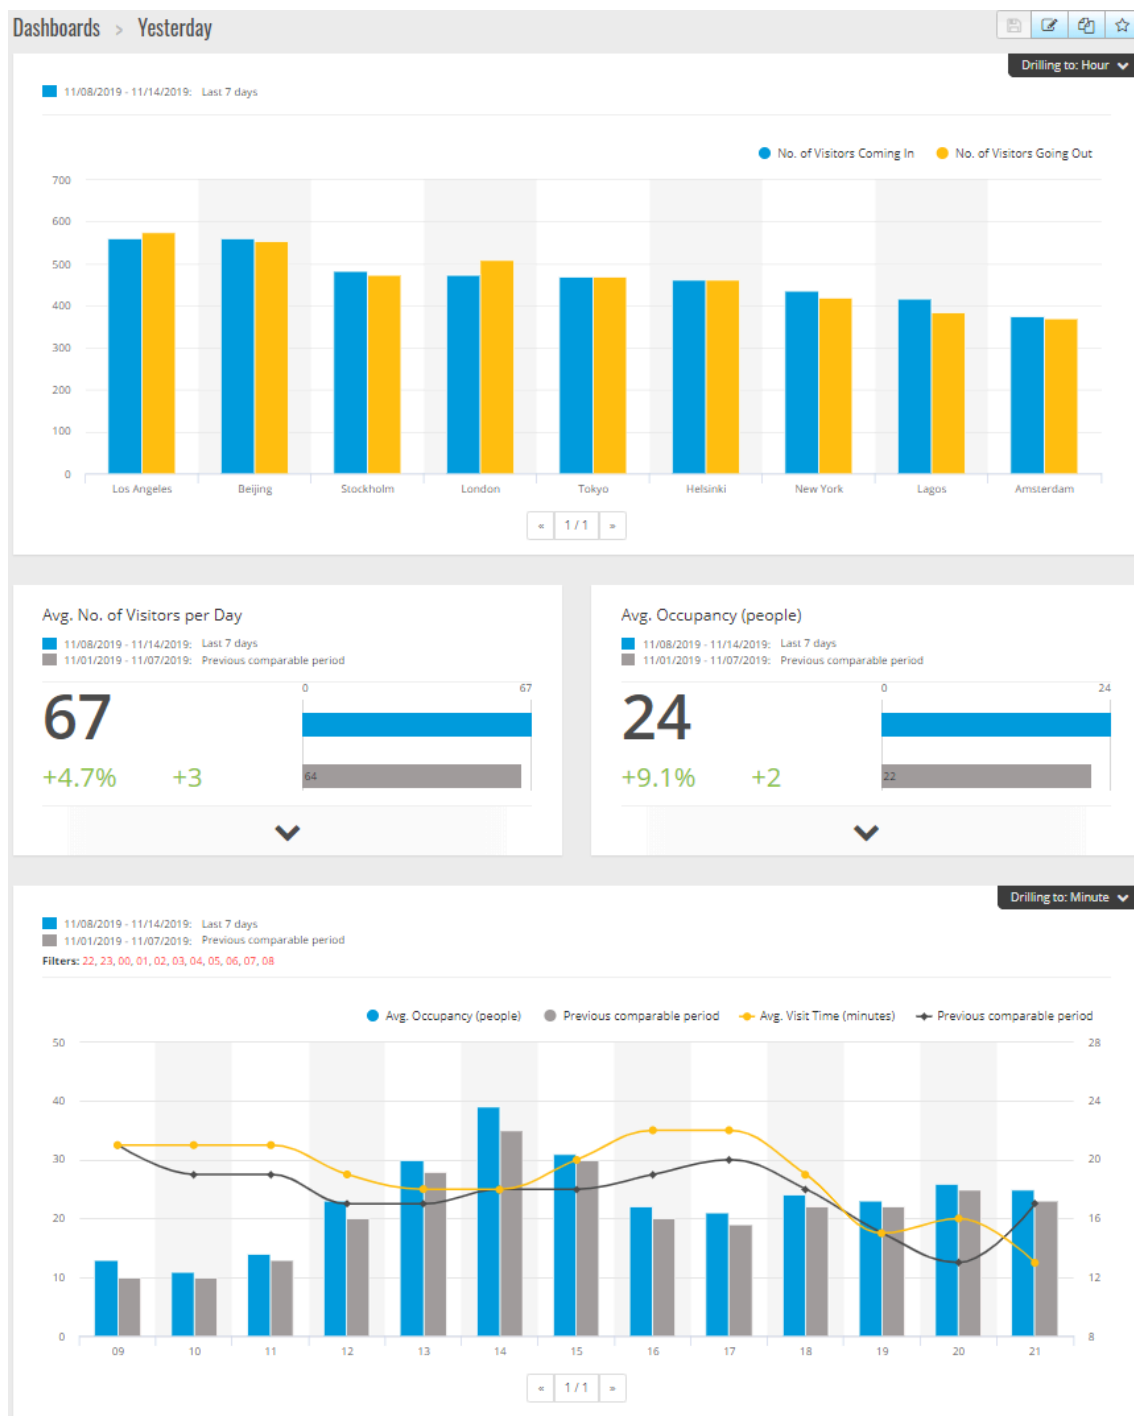 Dashboards > Yesterday
Drilling to: Hour
11/08/2019 - 11/14/2019: Last 7 days
No. of Visitors Coming In No. of Visitors Going Out
700
600
500
400
300
200
100
0
Los Angeles Beijing Stockholm London Tokyo Helsinki New York Lagos Amsterdam
« 1 / 1 »
Avg. No. of Visitors per Day
11/08/2019 - 11/14/2019: Last 7 days
11/01/2019 - 11/07/2019: Previous comparable period
0 67
67
+4.7% +3 64
Avg. Occupancy (people)
11/08/2019 - 11/14/2019: Last 7 days
11/01/2019 - 11/07/2019: Previous comparable period
0 24
24
+9.1% +2 22
Drilling to: Minute
11/08/2019 - 11/14/2019: Last 7 days
11/01/2019 - 11/07/2019: Previous comparable period
Filters: 22, 23, 00, 01, 02, 03, 04, 05, 06, 07, 08
Avg. Occupancy (people) Previous comparable period Avg. Visit Time (minutes) Previous comparable period
50 28
40 24
30 20
20 16
10 12
0 8
09 10 11 12 13 14 15 16 17 18 19 20 21
« 1 / 1 »